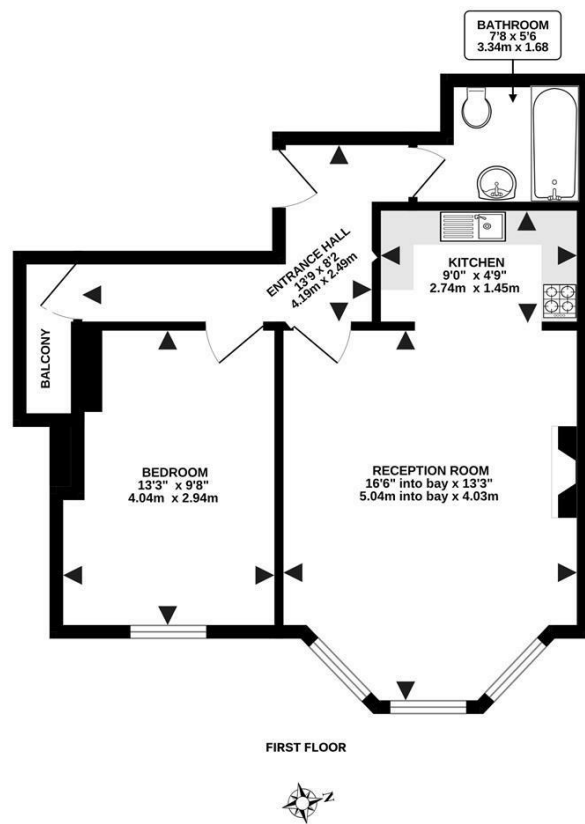 BATHROOM
7'8 x 5'6
3.34m x 1.68
ENTRANCE HALL
13'9 x 8'2
4.19m x 2.49m
KITCHEN
9'0" x 4'9"
2.74m x 1.45m
BALCONY
BEDROOM
13'3" x 9'8"
4.04m x 2.94m
RECEPTION ROOM
16'6" into bay x 13'3"
5.04m into bay x 4.03m
FIRST FLOOR
N